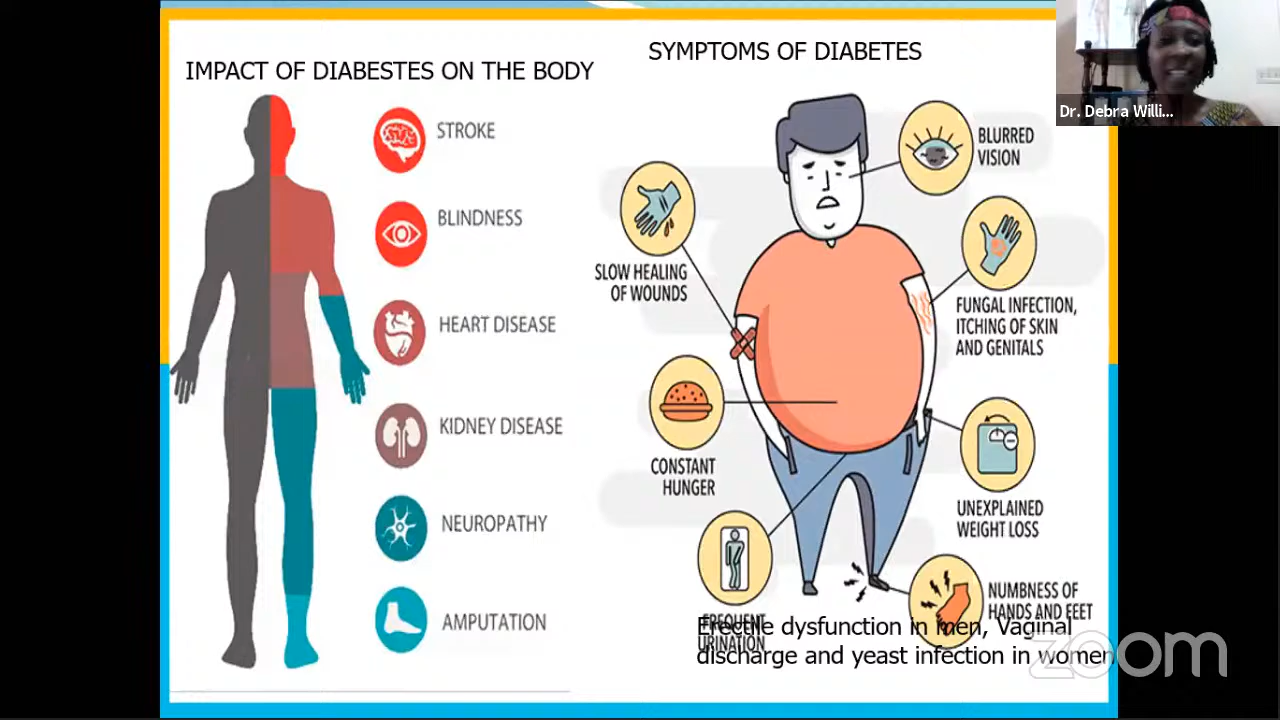 IMPACT OF DIABESTES ON THE BODY
STROKE
BLINDNESS
HEART DISEASE
KIDNEY DISEASE
NEUROPATHY
AMPUTATION
SYMPTOMS OF DIABETES
BLURRED
VISION
SLOW HEALING
OF WOUNDS
FUNGAL INFECTION,
ITCHING OF SKIN
AND GENITALS
CONSTANT
HUNGER
UNEXPLAINED
WEIGHT LOSS
FREQUENT
URINATION
NUMBNESS OF
HANDS AND FEET
Erectile dysfunction in men, Vaginal
discharge and yeast infection in women
Dr. Debra Willi...
zoom